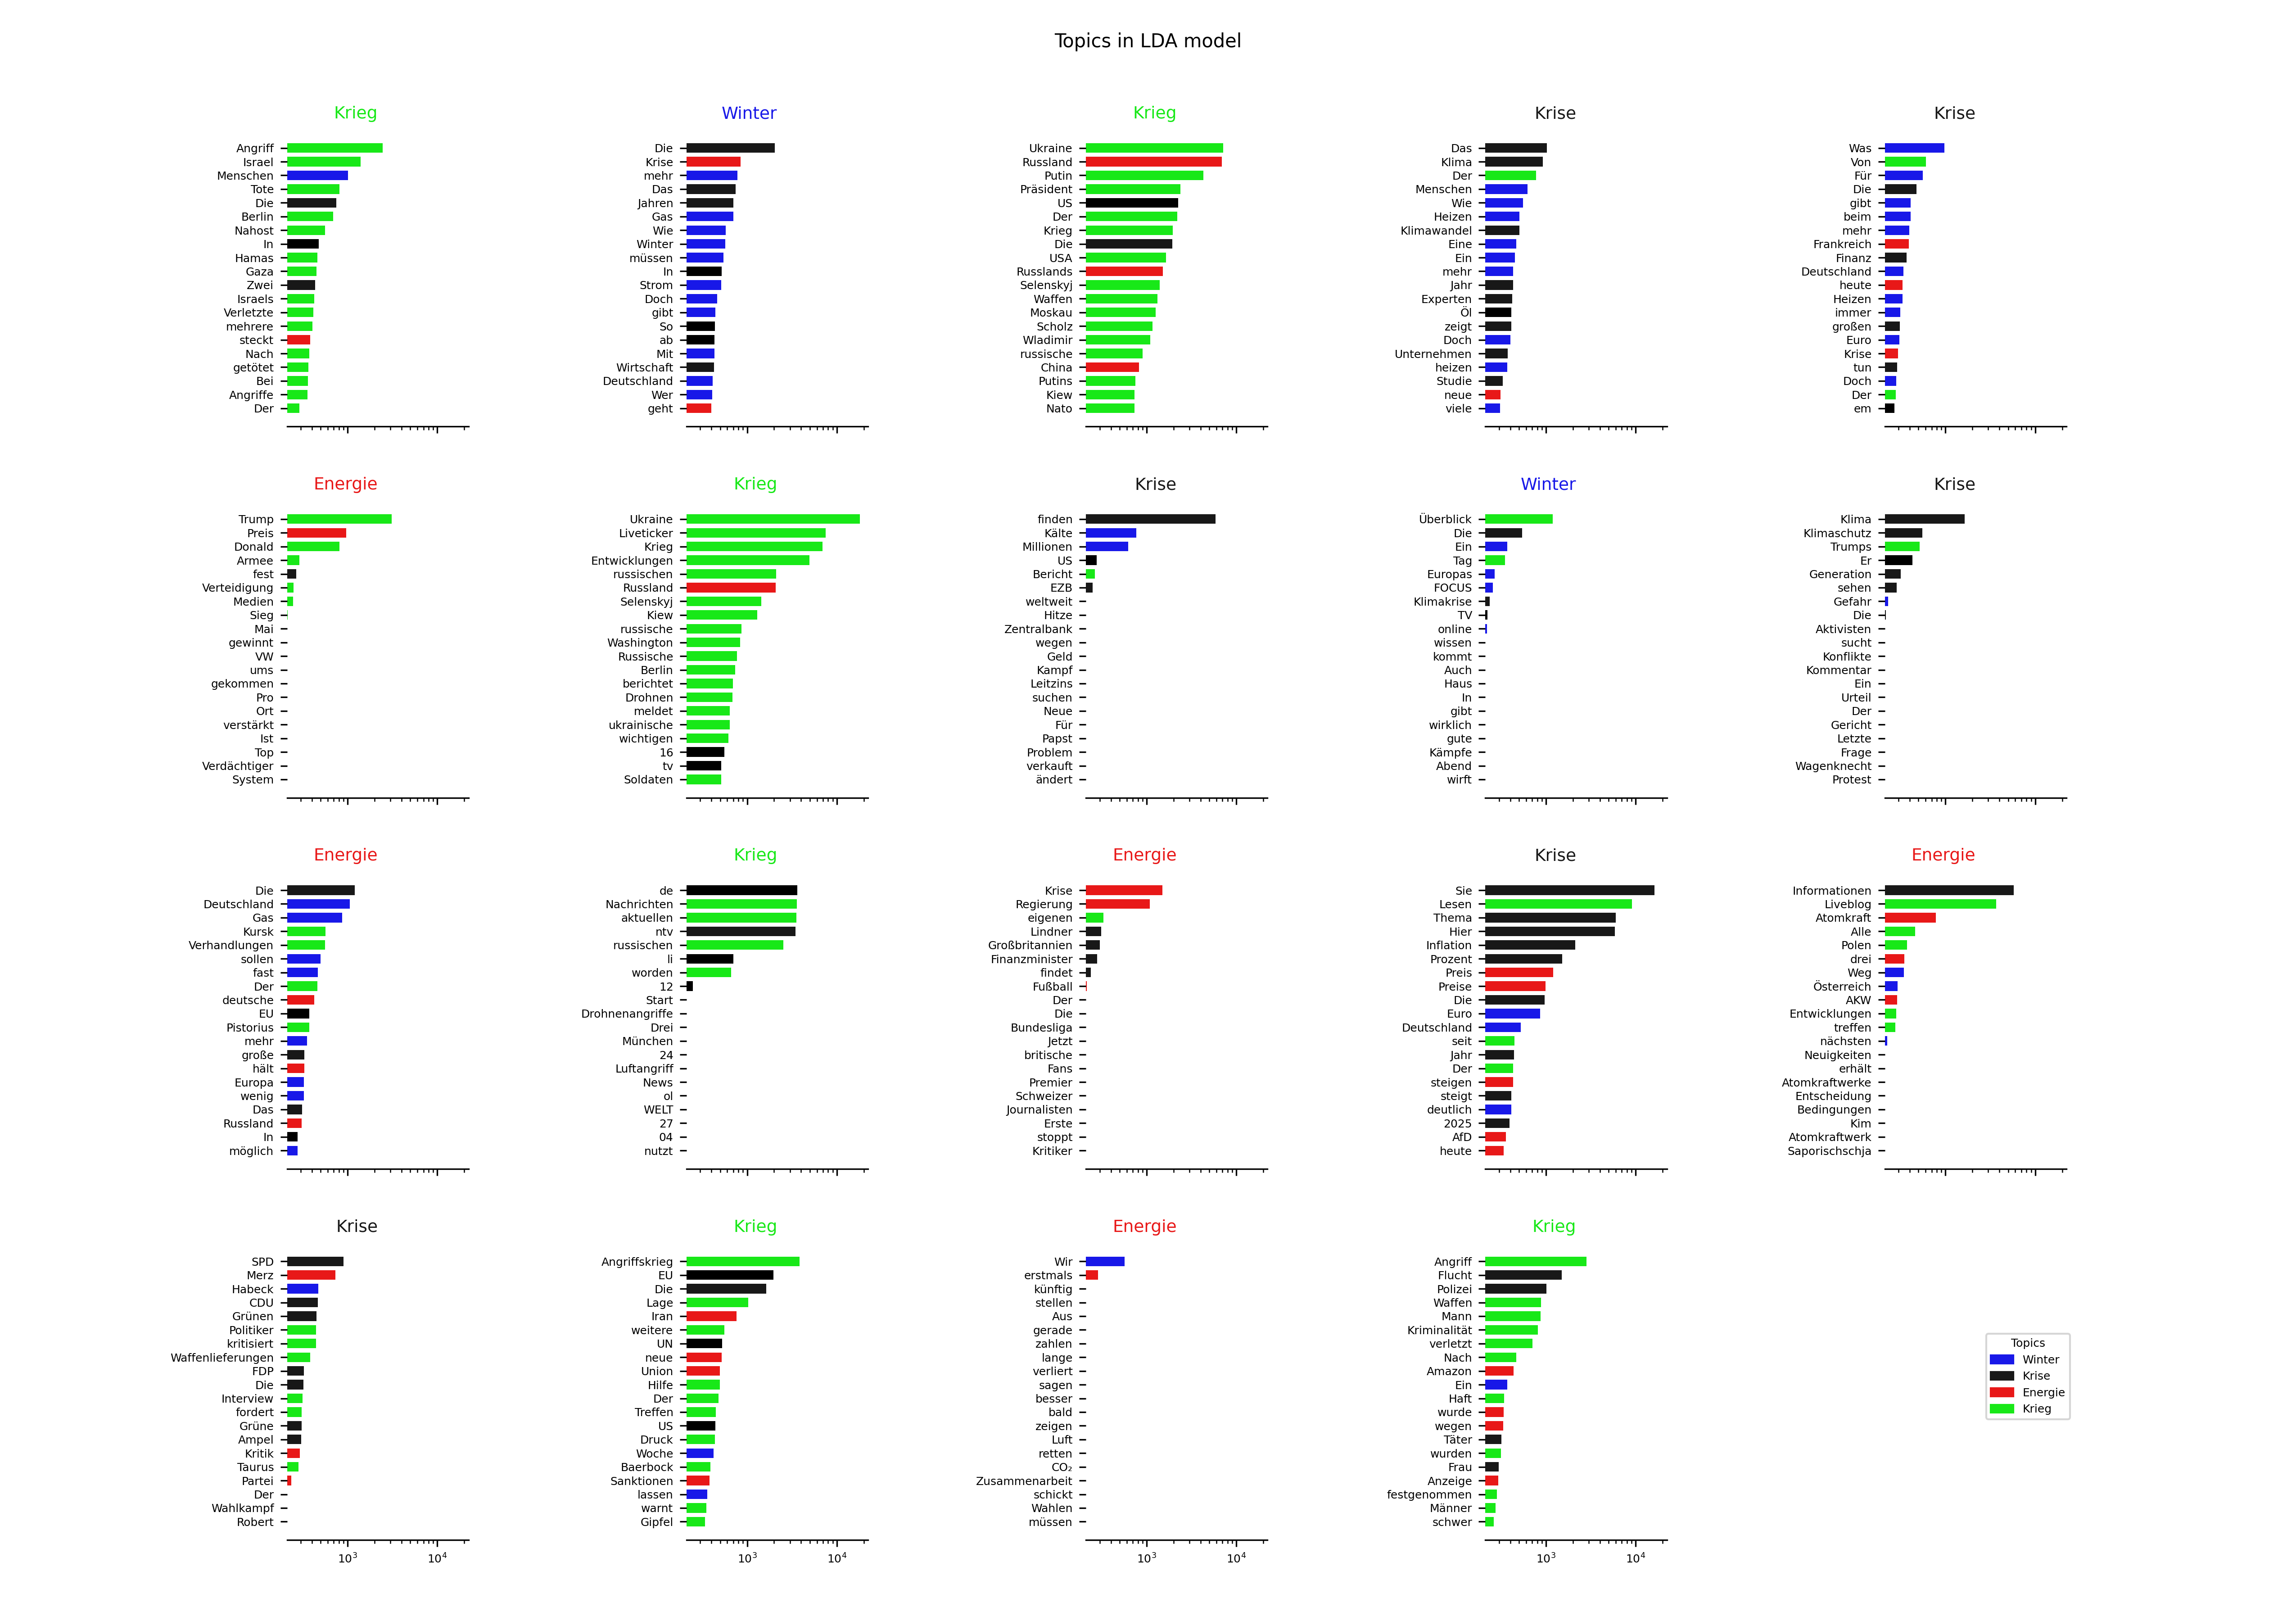 Topics in LDA model
Krieg
Angriff
Israel
Menschen
Tote
Die
Berlin
Nahost
In
Hamas
Gaza
Zwei
Israels
Verletzte
mehrere
steckt
Nach
getötet
Bei
Angriffe
Der
Winter
Die
Krise
mehr
Das
Jahren
Gas
Wie
Winter
müssen
In
Strom
Doch
gibt
So
ab
Mit
Wirtschaft
Deutschland
Wer
geht
Krieg
Ukraine
Russland
Putin
Präsident
US
Der
Krieg
Die
USA
Russlands
Selenskyj
Waffen
Moskau
Scholz
Wladimir
russische
China
Putins
Kiew
Nato
Krise
Das
Klima
Der
Menschen
Wie
Heizen
Klimawandel
Eine
Ein
mehr
Jahr
Experten
Öl
zeigt
Doch
Unternehmen
heizen
Studie
neue
viele
Krise
Was
Von
Für
Die
gibt
beim
mehr
Frankreich
Finanz
Deutschland
heute
Heizen
immer
großen
Euro
Krise
tun
Doch
Der
em
Energie
Trump
Preis
Donald
Armee
fest
Verteidigung
Medien
Sieg
Mai
gewinnt
VW
ums
gekommen
Pro
Ort
verstärkt
Ist
Top
Verdächtiger
System
Krieg
Ukraine
Liveticker
Krieg
Entwicklungen
russischen
Russland
Selenskyj
Kiew
russische
Washington
Russische
Berlin
berichtet
Drohnen
meldet
ukrainische
wichtigen
16
tv
Soldaten
Krise
finden
Kälte
Millionen
US
Bericht
EZB
weltweit
Hitze
Zentralbank
wegen
Geld
Kampf
Leitzins
suchen
Neue
Für
Papst
Problem
verkauft
ändert
Winter
Überblick
Die
Ein
Tag
Europas
FOCUS
Klimakrise
TV
online
wissen
kommt
Auch
Haus
In
gibt
wirklich
gute
Kämpfe
Abend
wirft
Krise
Klima
Klimaschutz
Trumps
Er
Generation
sehen
Gefahr
Die
Aktivisten
sucht
Konflikte
Kommentar
Ein
Urteil
Der
Gericht
Letzte
Frage
Wagenknecht
Protest
Energie
Die
Deutschland
Gas
Kursk
Verhandlungen
sollen
fast
Der
deutsche
EU
Pistorius
mehr
große
hält
Europa
wenig
Das
Russland
In
möglich
Krieg
de
Nachrichten
aktuellen
ntv
russischen
li
worden
12
Start
Drohnenangriffe
Drei
München
24
Luftangriff
News
ol
WELT
27
04
nutzt
Energie
Krise
Regierung
eigenen
Lindner
Großbritannien
Finanzminister
findet
Fußball
Der
Die
Bundesliga
Jetzt
britische
Fans
Premier
Schweizer
Journalisten
Erste
stoppt
Kritiker
Krise
Sie
Lesen
Thema
Hier
Inflation
Prozent
Preis
Preise
Die
Euro
Deutschland
seit
Jahr
Der
steigen
steigt
deutlich
2025
AfD
heute
Energie
Informationen
Liveblog
Atomkraft
Alle
Polen
drei
Weg
Österreich
AKW
Entwicklungen
treffen
nächsten
Neuigkeiten
erhält
Atomkraftwerke
Entscheidung
Bedingungen
Kim
Atomkraftwerk
Saporischschja
Krise
SPD
Merz
Habeck
CDU
Grünen
Politiker
kritisiert
Waffenlieferungen
FDP
Die
Interview
fordert
Grüne
Ampel
Kritik
Taurus
Partei
Der
Wahlkampf
Robert
10³ 10⁴
Krieg
Angriffskrieg
EU
Die
Lage
Iran
weitere
UN
neue
Union
Hilfe
Der
Treffen
US
Druck
Woche
Baerbock
Sanktionen
lassen
warnt
Gipfel
10³ 10⁴
Energie
Wir
erstmals
künftig
stellen
Aus
gerade
zahlen
lange
verliert
sagen
besser
bald
zeigen
Luft
retten
CO₂
Zusammenarbeit
schickt
Wahlen
müssen
10³ 10⁴
Krieg
Angriff
Flucht
Polizei
Waffen
Mann
Kriminalität
verletzt
Nach
Amazon
Ein
Haft
wurde
wegen
Täter
wurden
Frau
Anzeige
festgenommen
Männer
schwer
10³ 10⁴
Topics
Winter
Krise
Energie
Krieg